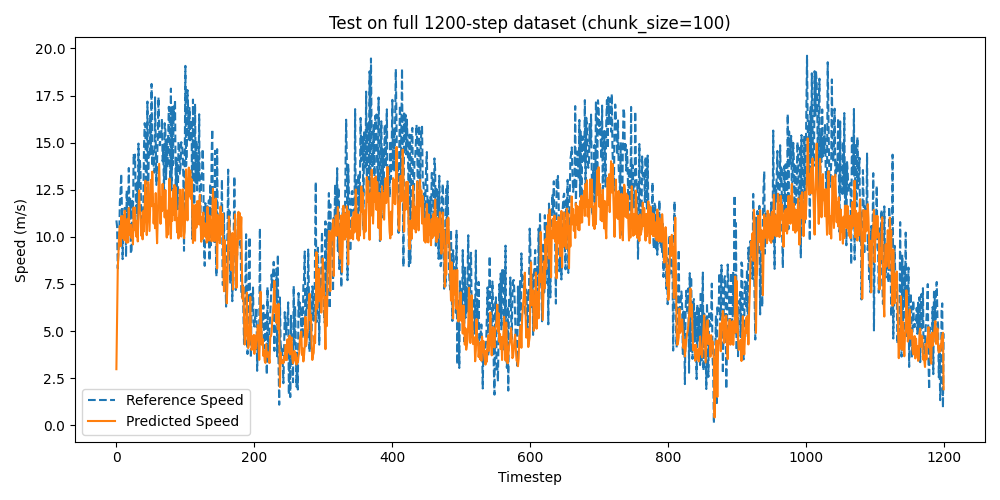 Test on full 1200-step dataset (chunk_size=100)
20.0
17.5
15.0
12.5
10.0
7.5
5.0
2.5
0.0
Speed (m/s)
Reference Speed
Predicted Speed
0 200 400 600 800 1000 1200
Timestep